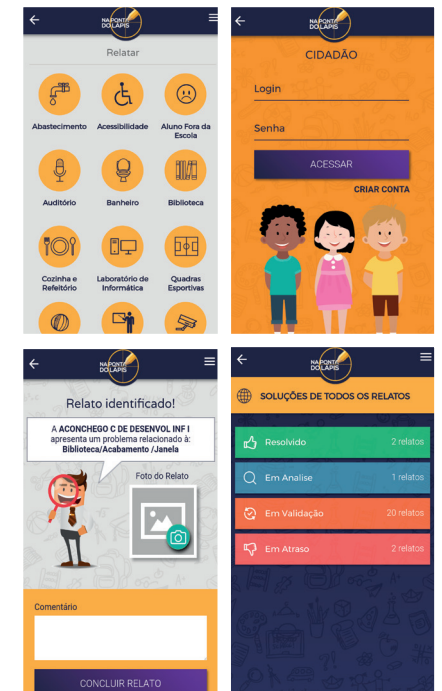 NA PONTA
DO LÁPIS
Relatar
Abastecimento
Acessibilidade
Aluno Fora da
Escola
Auditório
Banheiro
Biblioteca
Cozinha e
Refeitório
Laboratório de
Informática
Quadras
Esportivas
NA PONTA
DO LÁPIS
CIDADÃO
Login
Senha
ACESSAR
CRIAR CONTA
NA PONTA
DO LÁPIS
Relato identificado!
A ACONCHEGO C DE DESENVOL INF I
apresenta um problema relacionado à:
Biblioteca/Acabamento /Janela
Foto do Relato
Comentário
CONCLUIR RELATO
NA PONTA
DO LÁPIS
SOLUÇÕES DE TODOS OS RELATOS
Resolvido 2 relatos
Em Analise 1 relatos
Em Validação 20 relatos
Em Atraso 2 relatos